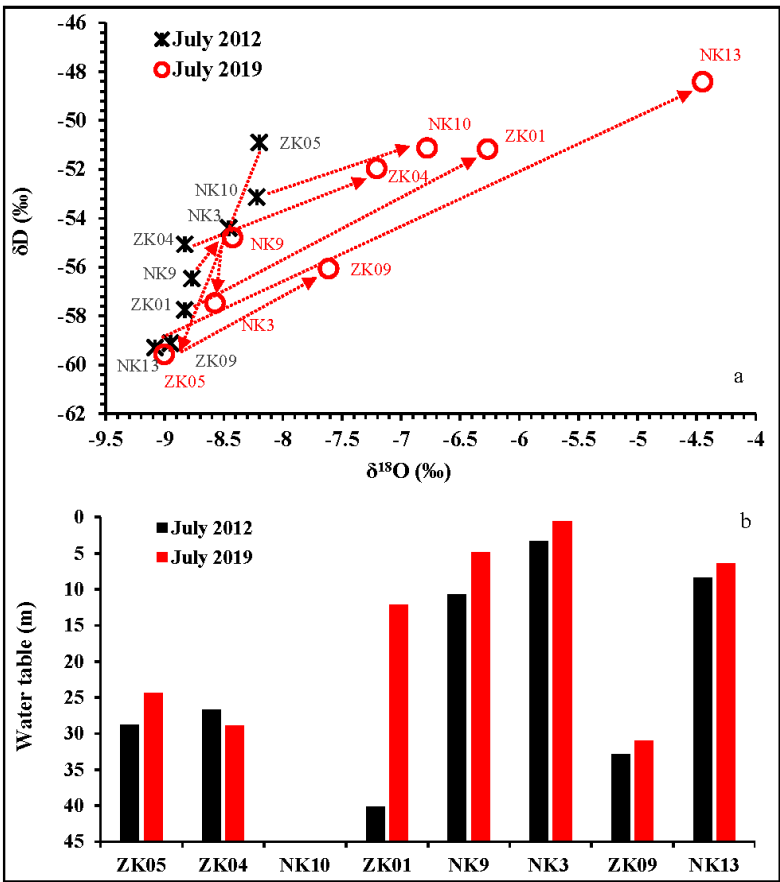 July 2012
July 2019
-46
-48
-50
-52
-54
-56
-58
-60
-62
δD (‰)
NK13
NK10
ZK01
ZK05
ZK04
NK10
NK3
ZK04
NK9
NK9
ZK09
ZK01
NK3
NK13
ZK09
ZK05
a
-9.5
-9
-8.5
-8
-7.5
-7
-6.5
-6
-5.5
-5
-4.5
-4
δ¹⁸O (‰)
b
July 2012
July 2019
0
5
10
15
20
25
30
35
40
45
Water table (m)
ZK05
ZK04
NK10
ZK01
NK9
NK3
ZK09
NK13